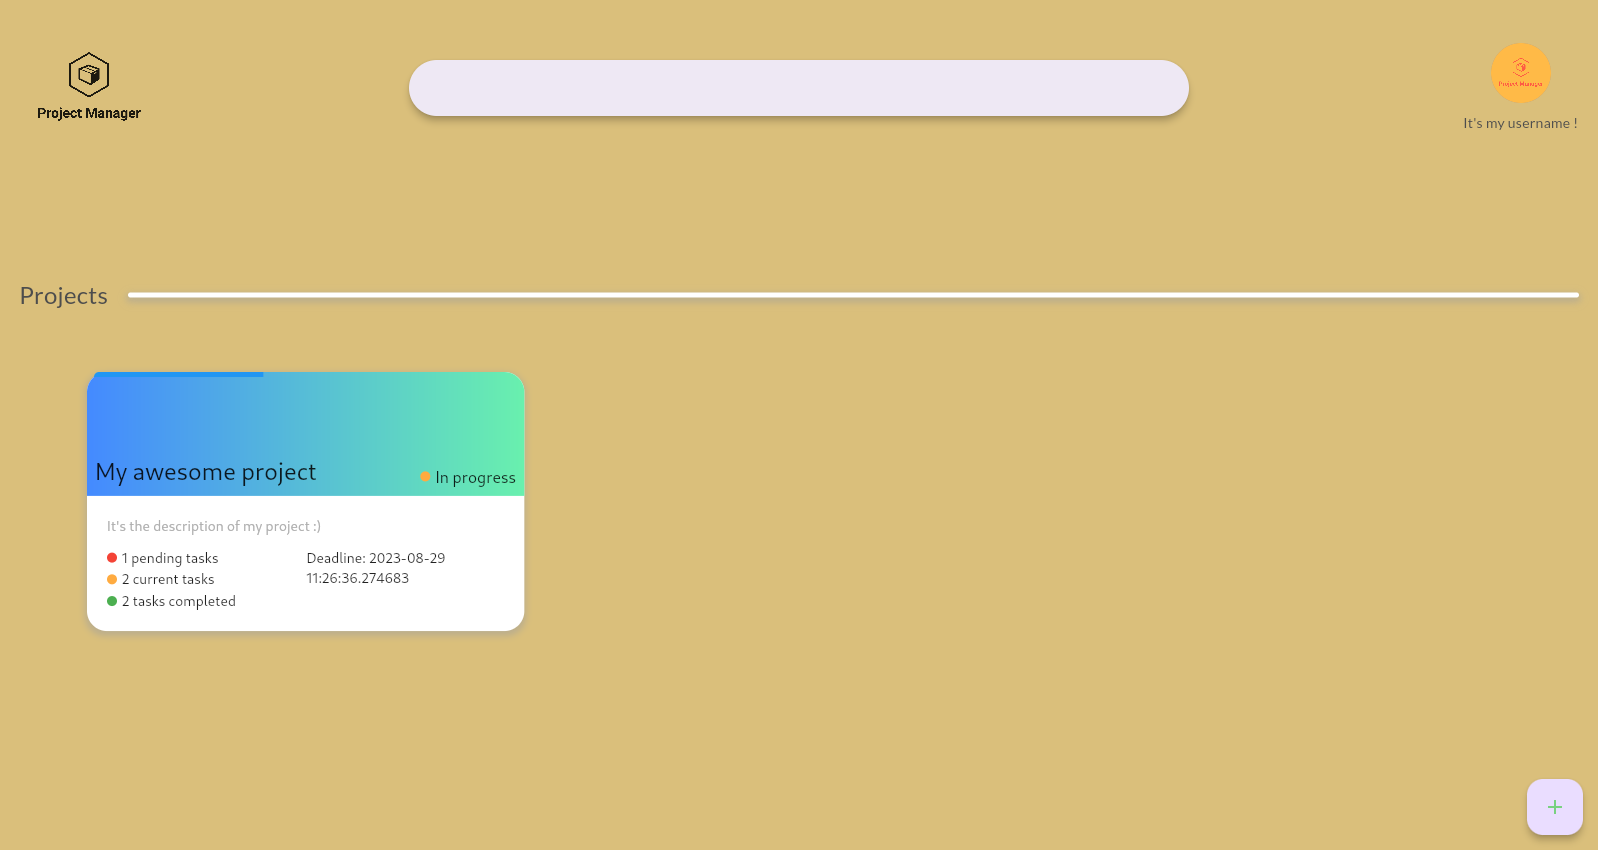 Project Manager
Project Manager
It's my username !
Projects
My awesome project
In progress
It's the description of my project :)
1 pending tasks
Deadline: 2023-08-29
2 current tasks
11:26:36.274683
2 tasks completed